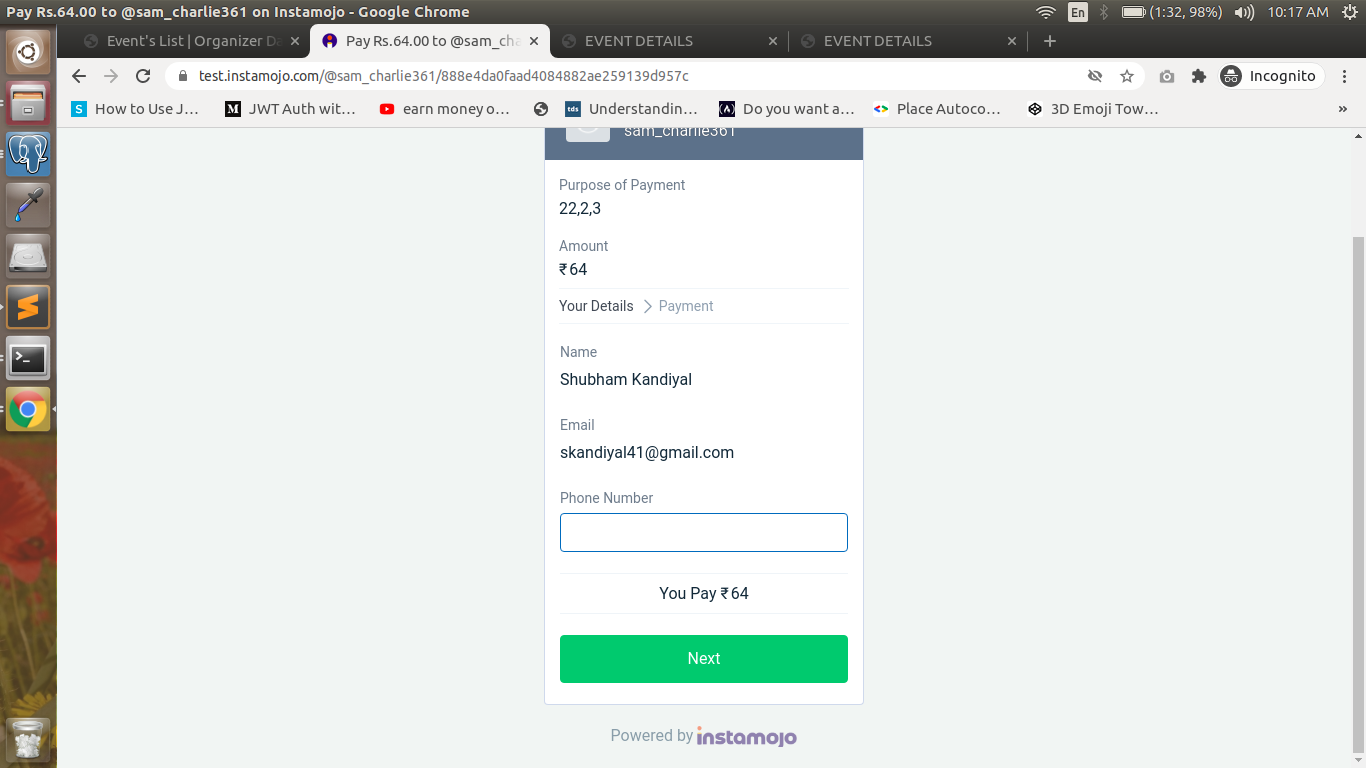 Pay Rs.64.00 to @sam_charlie361 on Instamojo - Google Chrome
En
(1:32, 98%)
10:17 AM
Event's List | Organizer Da
Pay Rs.64.00 to @sam_cha
EVENT DETAILS
EVENT DETAILS
test.instamojo.com/@sam_charlie361/888e4da0faad4084882ae259139d957c
Incognito
How to Use J...
JWT Auth wit...
earn money o...
tds
Understandin...
Do you want a...
Place Autoco...
3D Emoji Tow...
»
sam_charlie361
Purpose of Payment
22,2,3
Amount
₹ 64
Your Details
Payment
Name
Shubham Kandiyal
Email
skandiyal41@gmail.com
Phone Number
You Pay ₹ 64
Next
Powered by instamojo